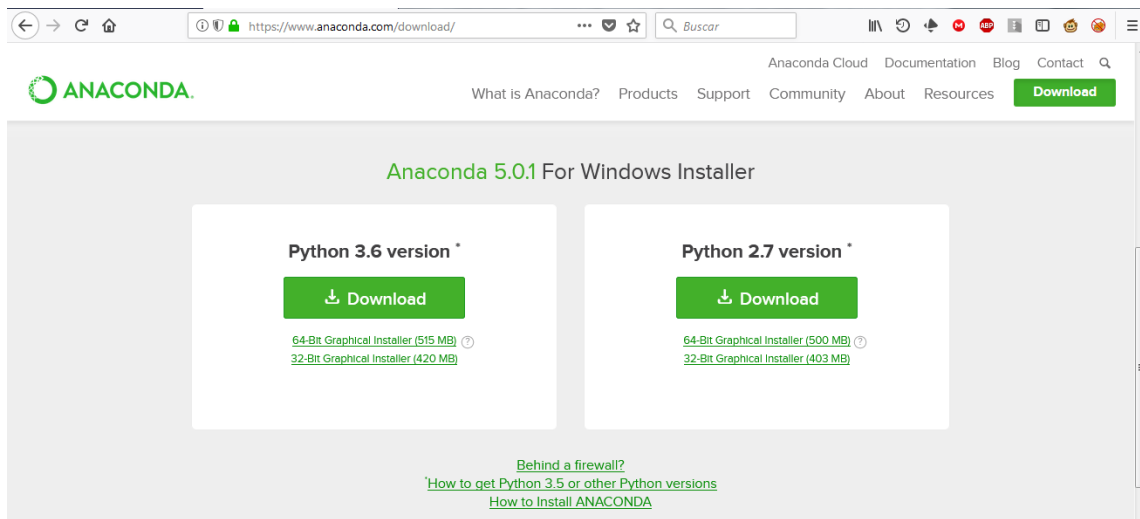 https://www.anaconda.com/download/
Buscar
Anaconda Cloud Documentation Blog Contact
ANACONDA.
What is Anaconda? Products Support Community About Resources Download
Anaconda 5.0.1 For Windows Installer
Python 3.6 version *
Download
64-Bit Graphical Installer (515 MB) ?
32-Bit Graphical Installer (420 MB)
Python 2.7 version *
Download
64-Bit Graphical Installer (500 MB) ?
32-Bit Graphical Installer (403 MB)
Behind a firewall?
*How to get Python 3.5 or other Python versions
How to Install ANACONDA